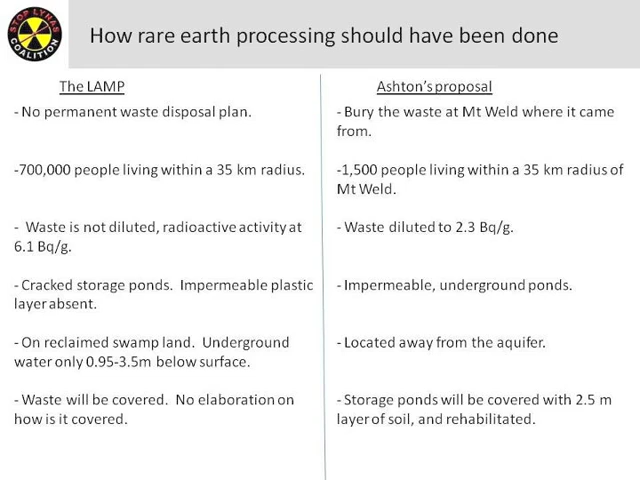 STOP LYNAS
COALITION
How rare earth processing should have been done
The LAMP
- No permanent waste disposal plan.
-700,000 people living within a 35 km radius.
- Waste is not diluted, radioactive activity at
6.1 Bq/g.
- Cracked storage ponds. Impermeable plastic
layer absent.
- On reclaimed swamp land. Underground
water only 0.95-3.5m below surface.
- Waste will be covered. No elaboration on
how is it covered.
Ashton's proposal
- Bury the waste at Mt Weld where it came
from.
-1,500 people living within a 35 km radius of
Mt Weld.
- Waste diluted to 2.3 Bq/g.
- Impermeable, underground ponds.
- Located away from the aquifer.
- Storage ponds will be covered with 2.5 m
layer of soil, and rehabilitated.